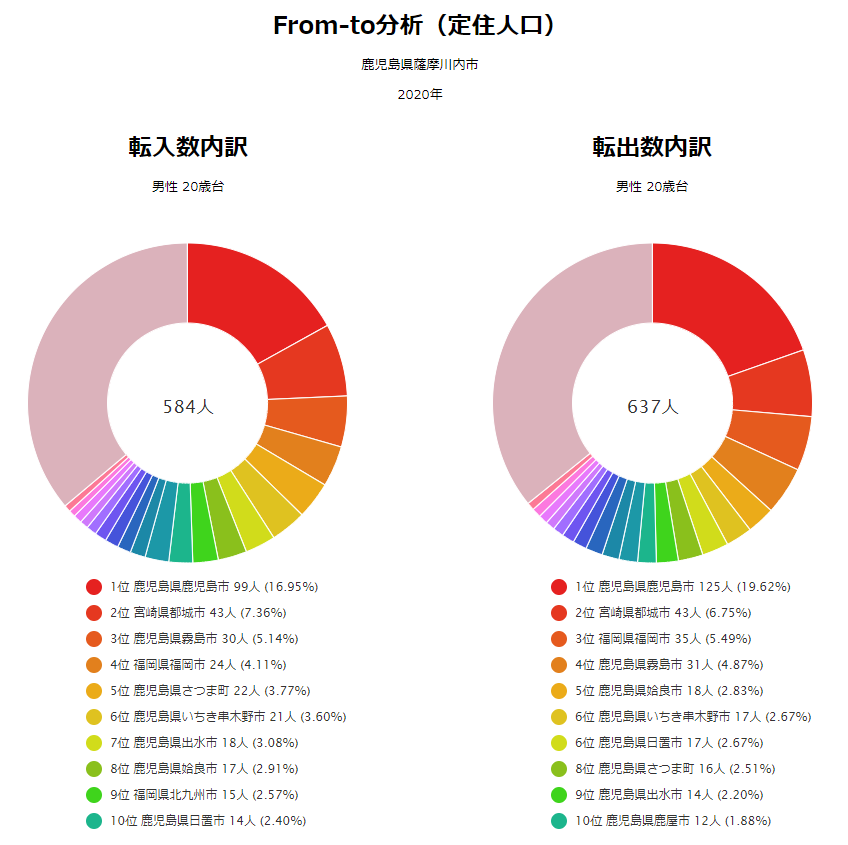 From-to分析（定住人口）
鹿児島県薩摩川内市
2020年
転入数内訳
男性 20歳台
584人
1位 鹿児島県鹿児島市 99人 (16.95%)
2位 宮崎県都城市 43人 (7.36%)
3位 鹿児島県霧島市 30人 (5.14%)
4位 福岡県福岡市 24人 (4.11%)
5位 鹿児島県さつま町 22人 (3.77%)
6位 鹿児島県いちき串木野市 21人 (3.60%)
7位 鹿児島県出水市 18人 (3.08%)
8位 鹿児島県姶良市 17人 (2.91%)
9位 福岡県北九州市 15人 (2.57%)
10位 鹿児島県日置市 14人 (2.40%)
転出数内訳
男性 20歳台
637人
1位 鹿児島県鹿児島市 125人 (19.62%)
2位 宮崎県都城市 43人 (6.75%)
3位 福岡県福岡市 35人 (5.49%)
4位 鹿児島県霧島市 31人 (4.87%)
5位 鹿児島県姶良市 18人 (2.83%)
6位 鹿児島県いちき串木野市 17人 (2.67%)
6位 鹿児島県日置市 17人 (2.67%)
8位 鹿児島県さつま町 16人 (2.51%)
9位 鹿児島県出水市 14人 (2.20%)
10位 鹿児島県鹿屋市 12人 (1.88%)